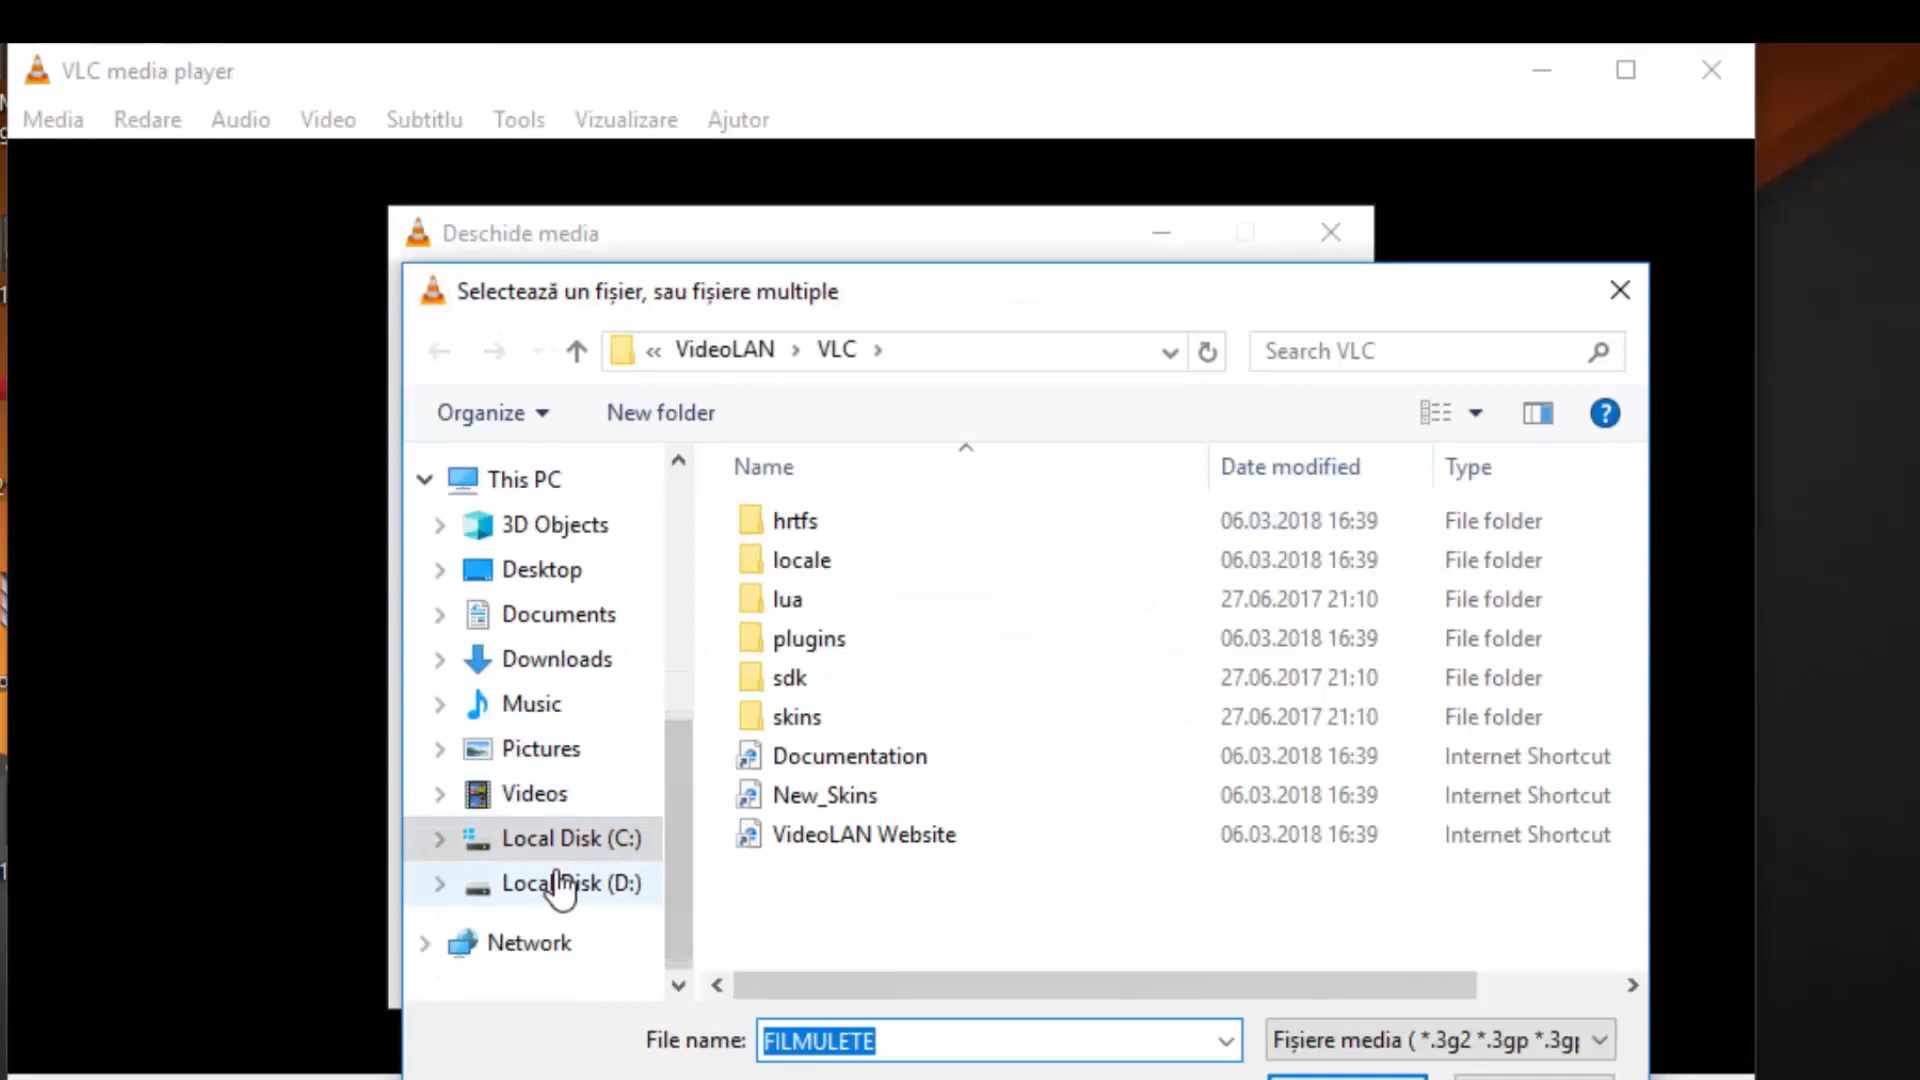 VLC media player
Media Redare Audio Video Subtitlu Tools Vizualizare Ajutor
Deschide media
Selectează un fișier, sau fișiere multiple
« VideoLAN › VLC ›
Search VLC
Organize
New folder
Name Date modified Type
This PC
3D Objects
Desktop
Documents
Downloads
Music
Pictures
Videos
Local Disk (C:)
Local Disk (D:)
Network
hrtfs 06.03.2018 16:39 File folder
locale 06.03.2018 16:39 File folder
lua 27.06.2017 21:10 File folder
plugins 06.03.2018 16:39 File folder
sdk 27.06.2017 21:10 File folder
skins 27.06.2017 21:10 File folder
Documentation 06.03.2018 16:39 Internet Shortcut
New_Skins 06.03.2018 16:39 Internet Shortcut
VideoLAN Website 06.03.2018 16:39 Internet Shortcut
File name: FILMULETE
Fișiere media ( *.3g2 *.3gp *.3gp